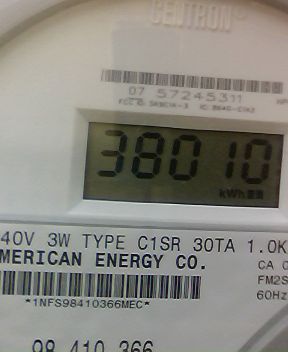 CENTRON
07 57245311
38010
kWh
40V 3W TYPE C1SR 30TA 1.0K
MERICAN ENERGY CO.
CA 0
FM2S
60Hz
*1NFS98410366MEC*
98 410 366